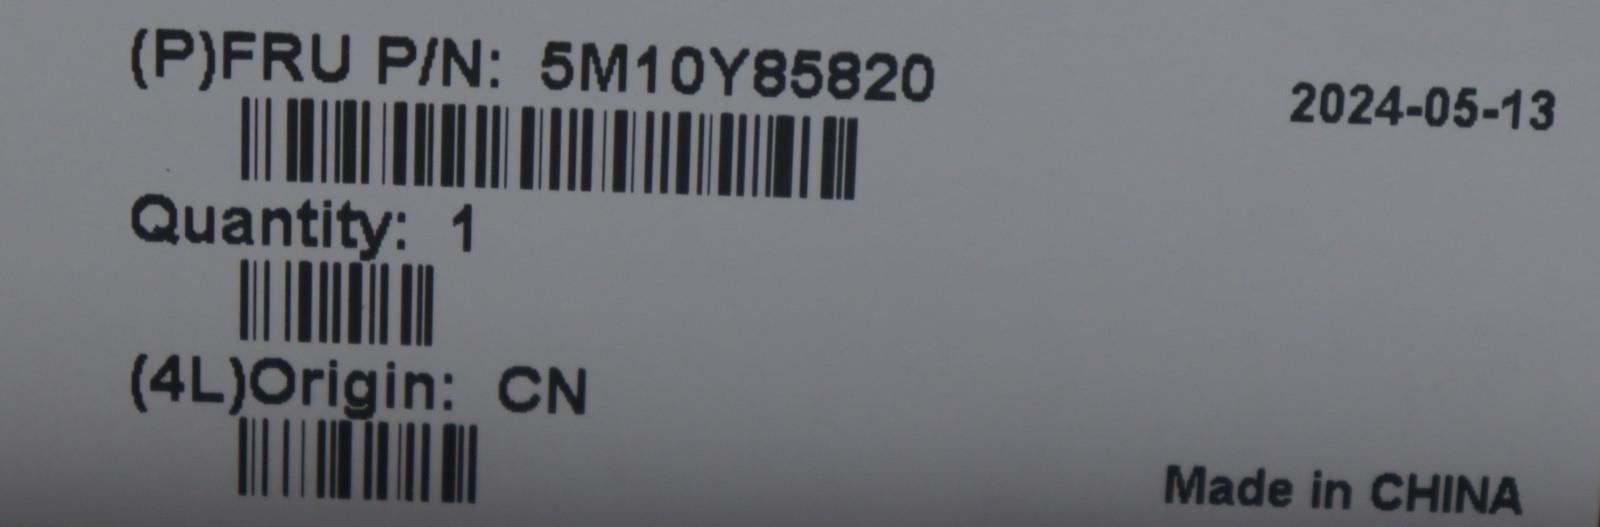 (P)FRU P/N: 5M10Y85820
2024-05-13
Quantity: 1
(4L)Origin: CN
Made in CHINA